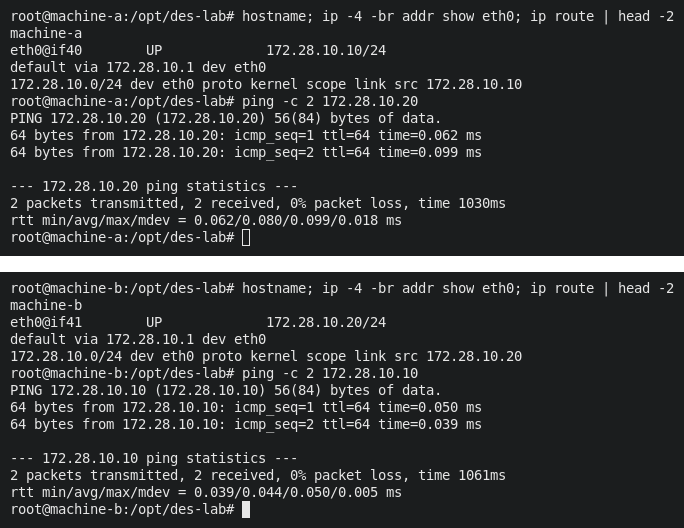 root@machine-a:/opt/des-lab# hostname; ip -4 -br addr show eth0; ip route | head -2
machine-a
eth0@if40        UP             172.28.10.10/24
default via 172.28.10.1 dev eth0
172.28.10.0/24 dev eth0 proto kernel scope link src 172.28.10.10
root@machine-a:/opt/des-lab# ping -c 2 172.28.10.20
PING 172.28.10.20 (172.28.10.20) 56(84) bytes of data.
64 bytes from 172.28.10.20: icmp_seq=1 ttl=64 time=0.062 ms
64 bytes from 172.28.10.20: icmp_seq=2 ttl=64 time=0.099 ms

--- 172.28.10.20 ping statistics ---
2 packets transmitted, 2 received, 0% packet loss, time 1030ms
rtt min/avg/max/mdev = 0.062/0.080/0.099/0.018 ms
root@machine-a:/opt/des-lab#
root@machine-b:/opt/des-lab# hostname; ip -4 -br addr show eth0; ip route | head -2
machine-b
eth0@if41        UP             172.28.10.20/24
default via 172.28.10.1 dev eth0
172.28.10.0/24 dev eth0 proto kernel scope link src 172.28.10.20
root@machine-b:/opt/des-lab# ping -c 2 172.28.10.10
PING 172.28.10.10 (172.28.10.10) 56(84) bytes of data.
64 bytes from 172.28.10.10: icmp_seq=1 ttl=64 time=0.050 ms
64 bytes from 172.28.10.10: icmp_seq=2 ttl=64 time=0.039 ms

--- 172.28.10.10 ping statistics ---
2 packets transmitted, 2 received, 0% packet loss, time 1061ms
rtt min/avg/max/mdev = 0.039/0.044/0.050/0.005 ms
root@machine-b:/opt/des-lab#